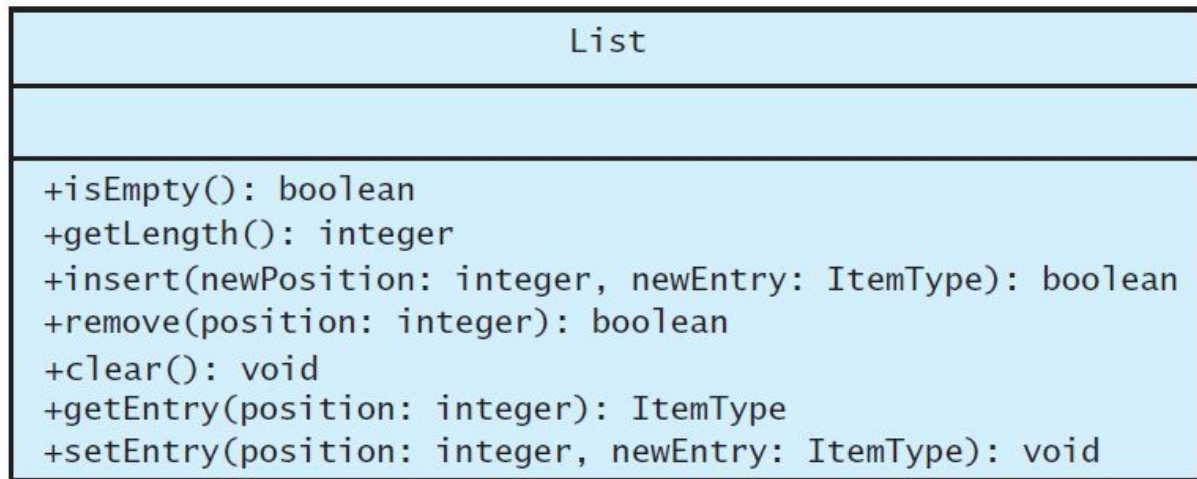 List
+isEmpty(): boolean
+getLength(): integer
+insert(newPosition: integer, newEntry: ItemType): boolean
+remove(position: integer): boolean
+clear(): void
+getEntry(position: integer): ItemType
+setEntry(position: integer, newEntry: ItemType): void